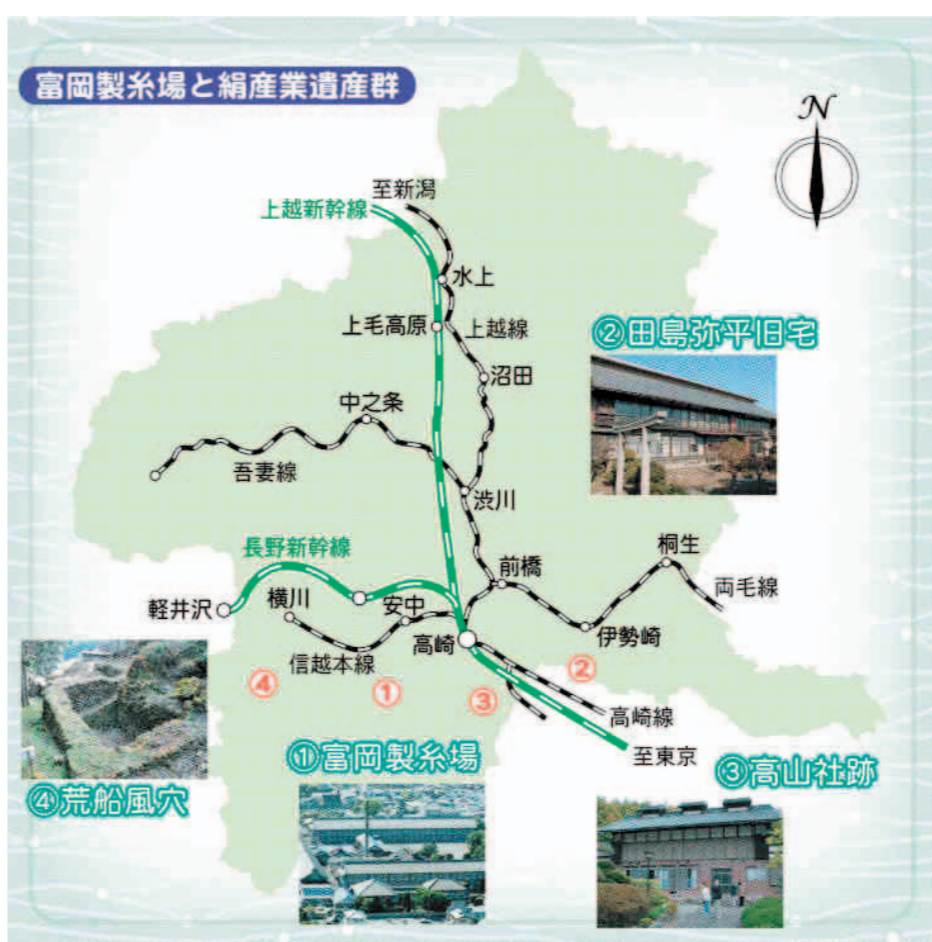 富岡製糸場と絹産業遺産群
N
至新潟
上越新幹線
水上
上毛高原
上越線
②田島弥平旧宅
沼田
中之条
吾妻線
渋川
長野新幹線
前橋
桐生
両毛線
軽井沢
横川
安中
高崎
伊勢崎
信越本線
④
①
③
②
高崎線
至東京
①富岡製糸場
③高山社跡
④荒船風穴